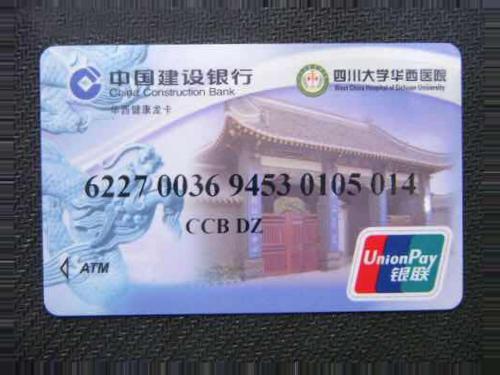 中国建设银行
China Construction Bank
华西健康龙卡
四川大学华西医院
West China Hospital of Sichuan University
6227 0036 9453 0105 014
CCB DZ
ATM
UnionPay
银联